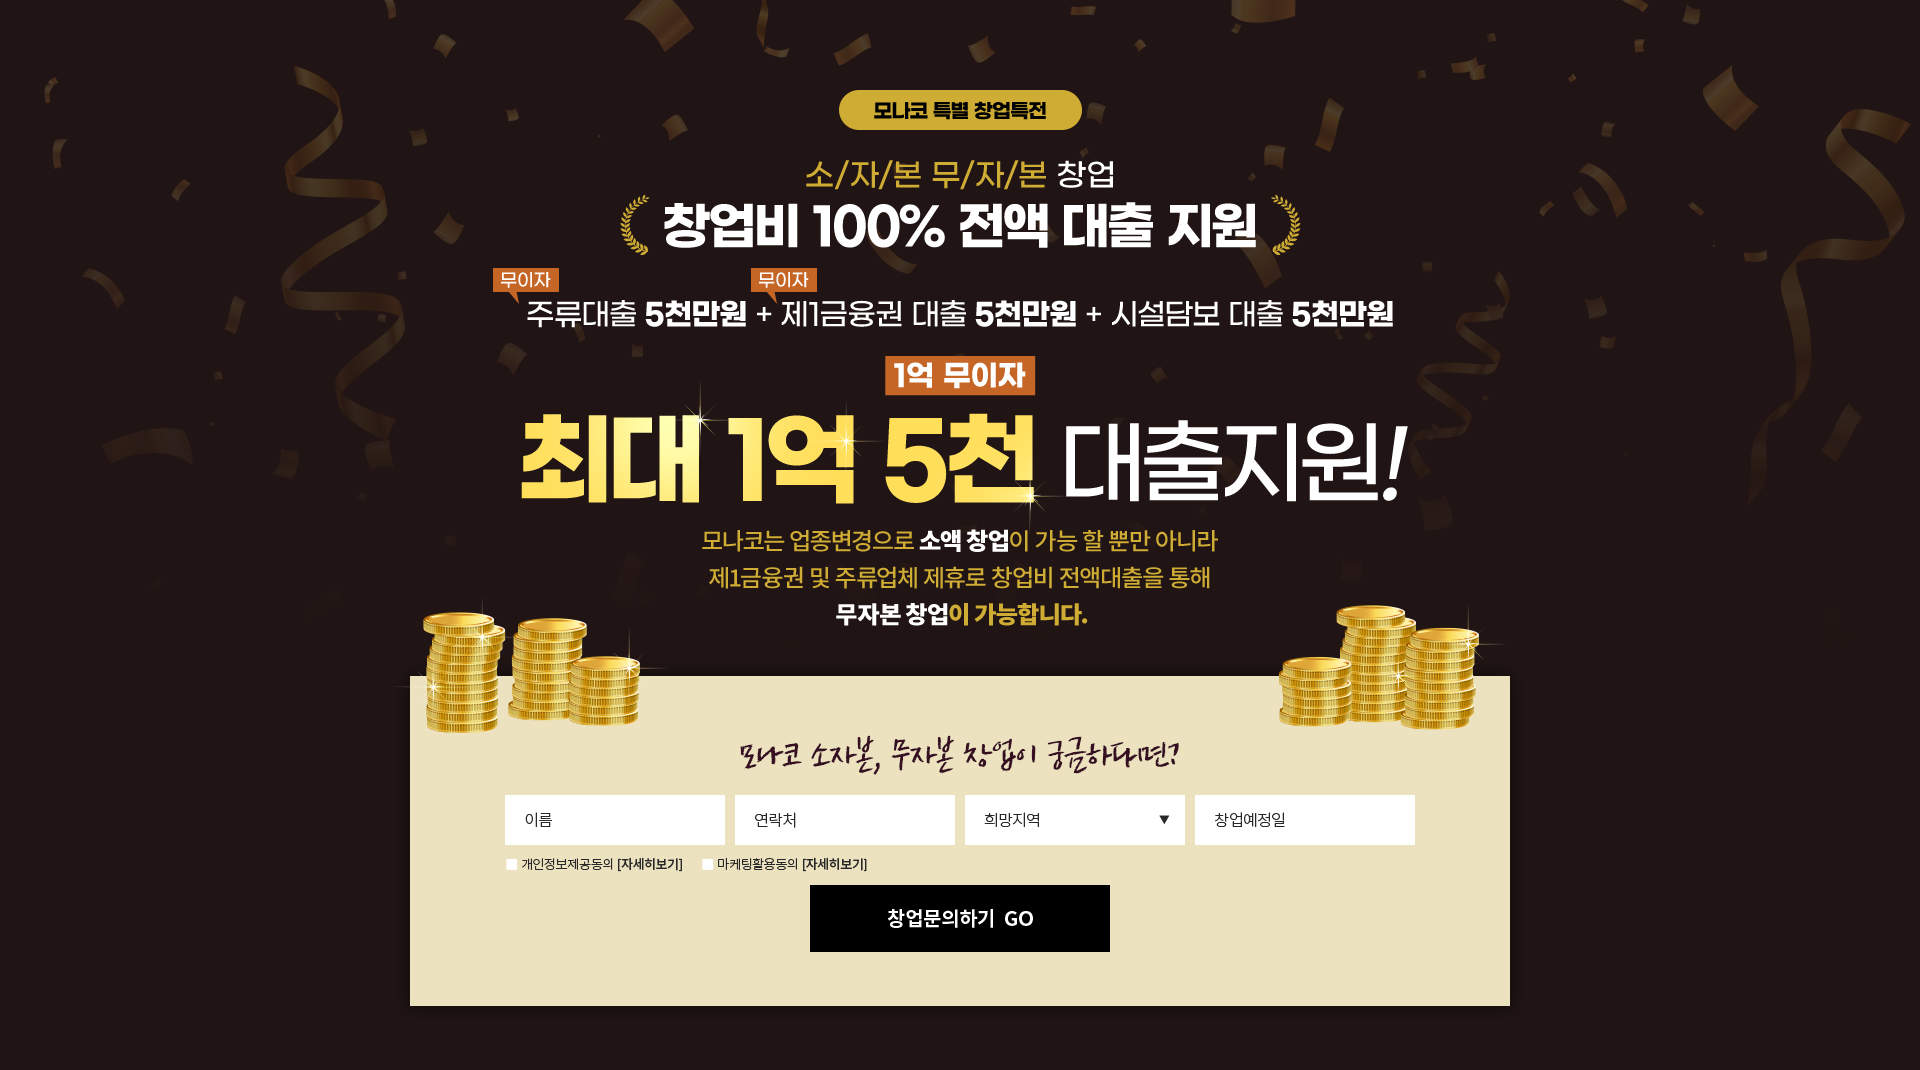 모나코 특별 창업특전
소/자/본 무/자/본 창업
창업비 100% 전액 대출 지원
무이자 무이자
주류대출 5천만원 + 제1금융권 대출 5천만원 + 시설담보 대출 5천만원
1억 무이자
최대 1억 5천 대출지원!
모나코는 업종변경으로 소액 창업이 가능 할 뿐만 아니라
제1금융권 및 주류업체 제휴로 창업비 전액대출을 통해
무자본 창업이 가능합니다.
모나코 소자본, 무자본 창업이 궁금하다면?
이름 연락처 희망지역 ▼ 창업예정일
개인정보제공동의 [자세히보기] 마케팅활용동의 [자세히보기]
창업문의하기 GO